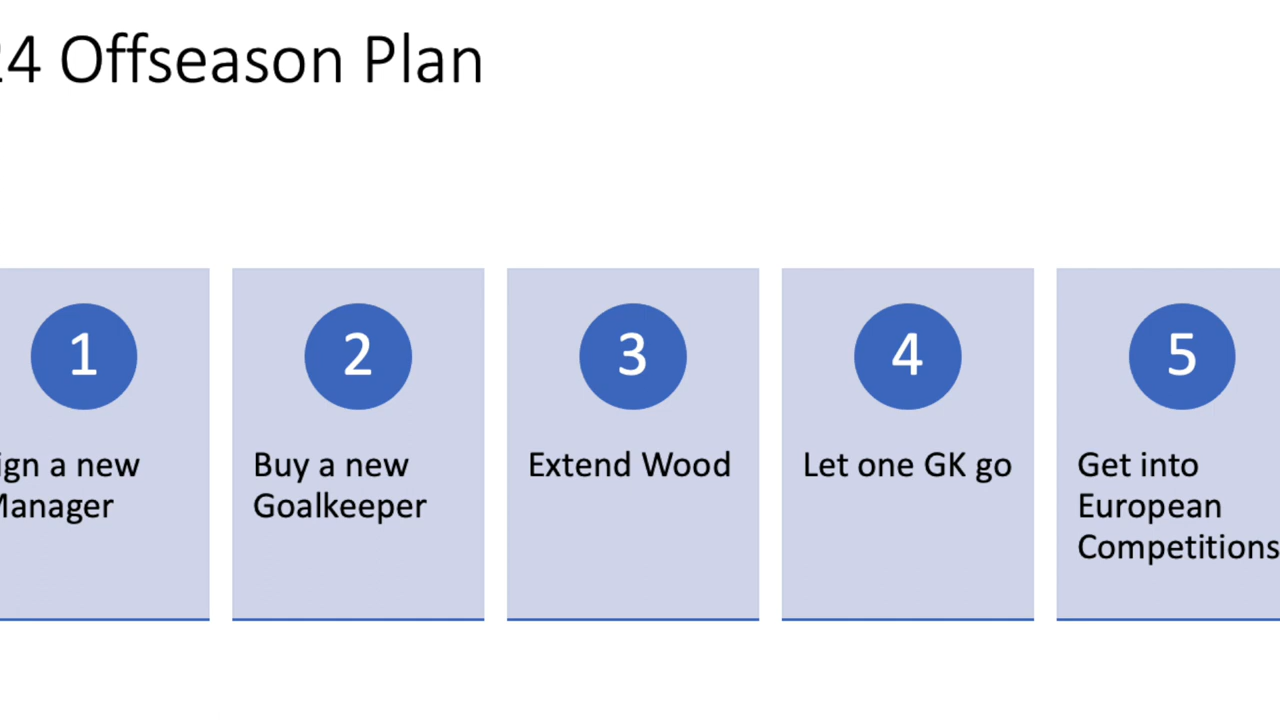 24 Offseason Plan
1
2
3
4
5
ign a new
Manager
Buy a new
Goalkeeper
Extend Wood
Let one GK go
Get into
European
Competitions